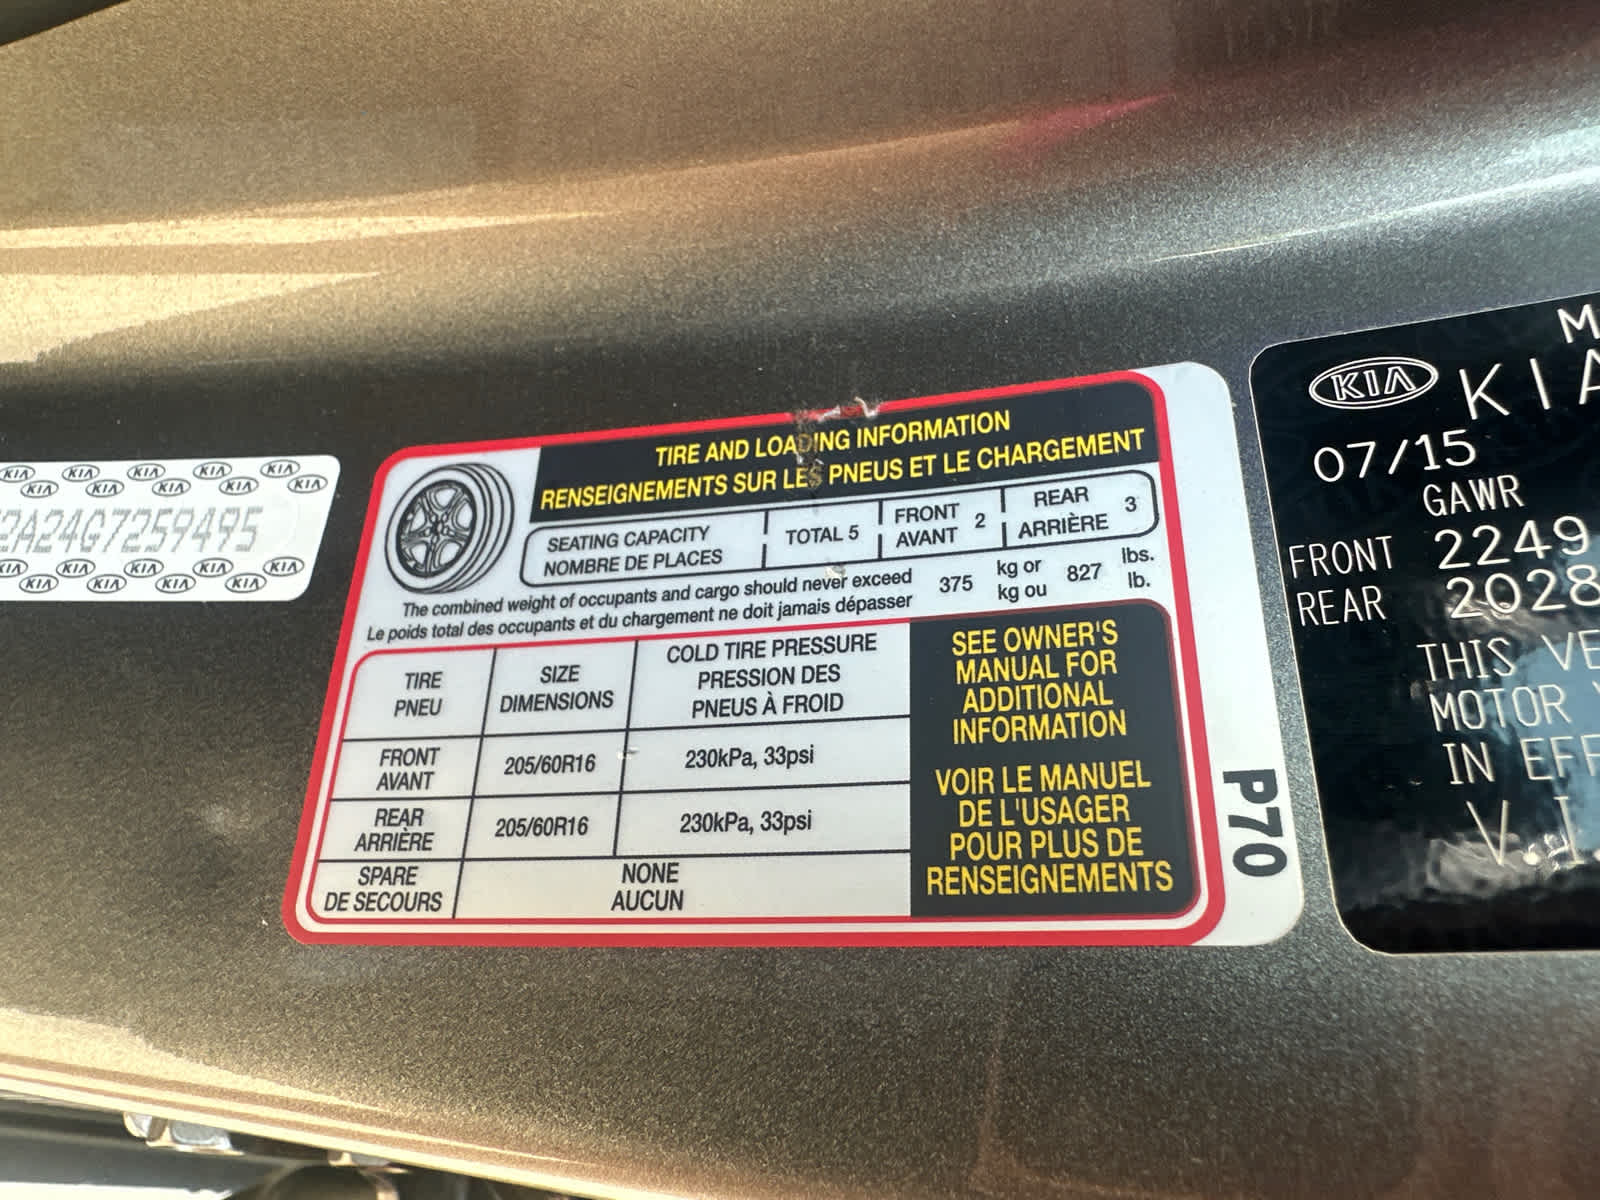 KIA KIA KIA KIA KIA
KIA KIA KIA KIA KIA
2A24G7259495
KIA KIA KIA KIA
KIA KIA KIA KIA
TIRE AND LOADING INFORMATION
RENSEIGNEMENTS SUR LES PNEUS ET LE CHARGEMENT
SEATING CAPACITY
NOMBRE DE PLACES
TOTAL 5
FRONT
AVANT
2
REAR
ARRIÈRE
3
The combined weight of occupants and cargo should never exceed
Le poids total des occupants et du chargement ne doit jamais dépasser
375
kg or
kg ou
827
lbs.
lb.
TIRE
PNEU
SIZE
DIMENSIONS
COLD TIRE PRESSURE
PRESSION DES
PNEUS À FROID
FRONT
AVANT
205/60R16
230kPa, 33psi
REAR
ARRIÈRE
205/60R16
230kPa, 33psi
SPARE
DE SECOURS
NONE
AUCUN
SEE OWNER'S
MANUAL FOR
ADDITIONAL
INFORMATION
VOIR LE MANUEL
DE L'USAGER
POUR PLUS DE
RENSEIGNEMENTS
P70
M
KIA KIA
07/15
GAWR
FRONT 2249
REAR 2028
THIS VE
MOTOR V
IN EFF
V.I.